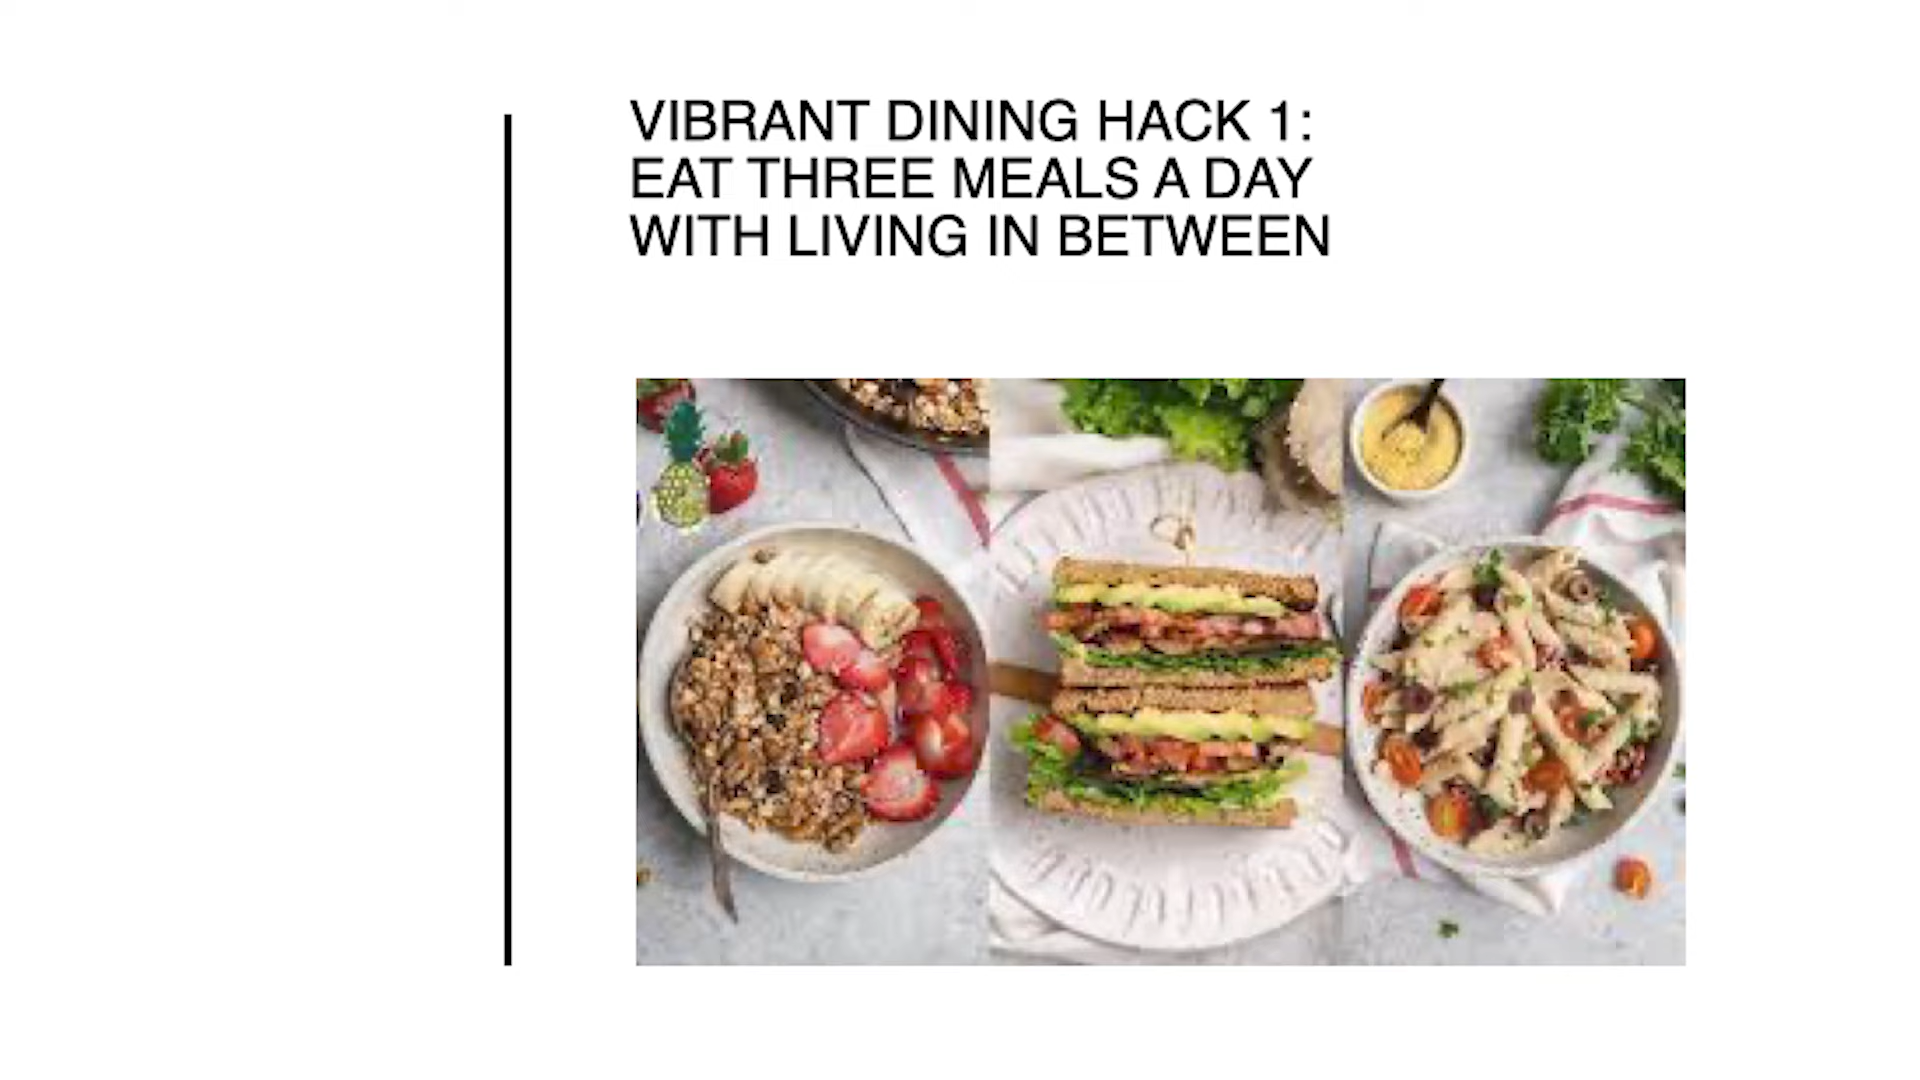 VIBRANT DINING HACK 1:
EAT THREE MEALS A DAY
WITH LIVING IN BETWEEN